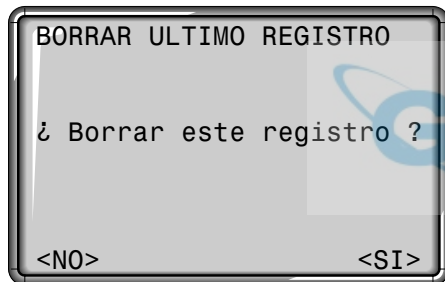 BORRAR ULTIMO REGISTRO
¿ Borrar este registro ?
<NO> <SI>